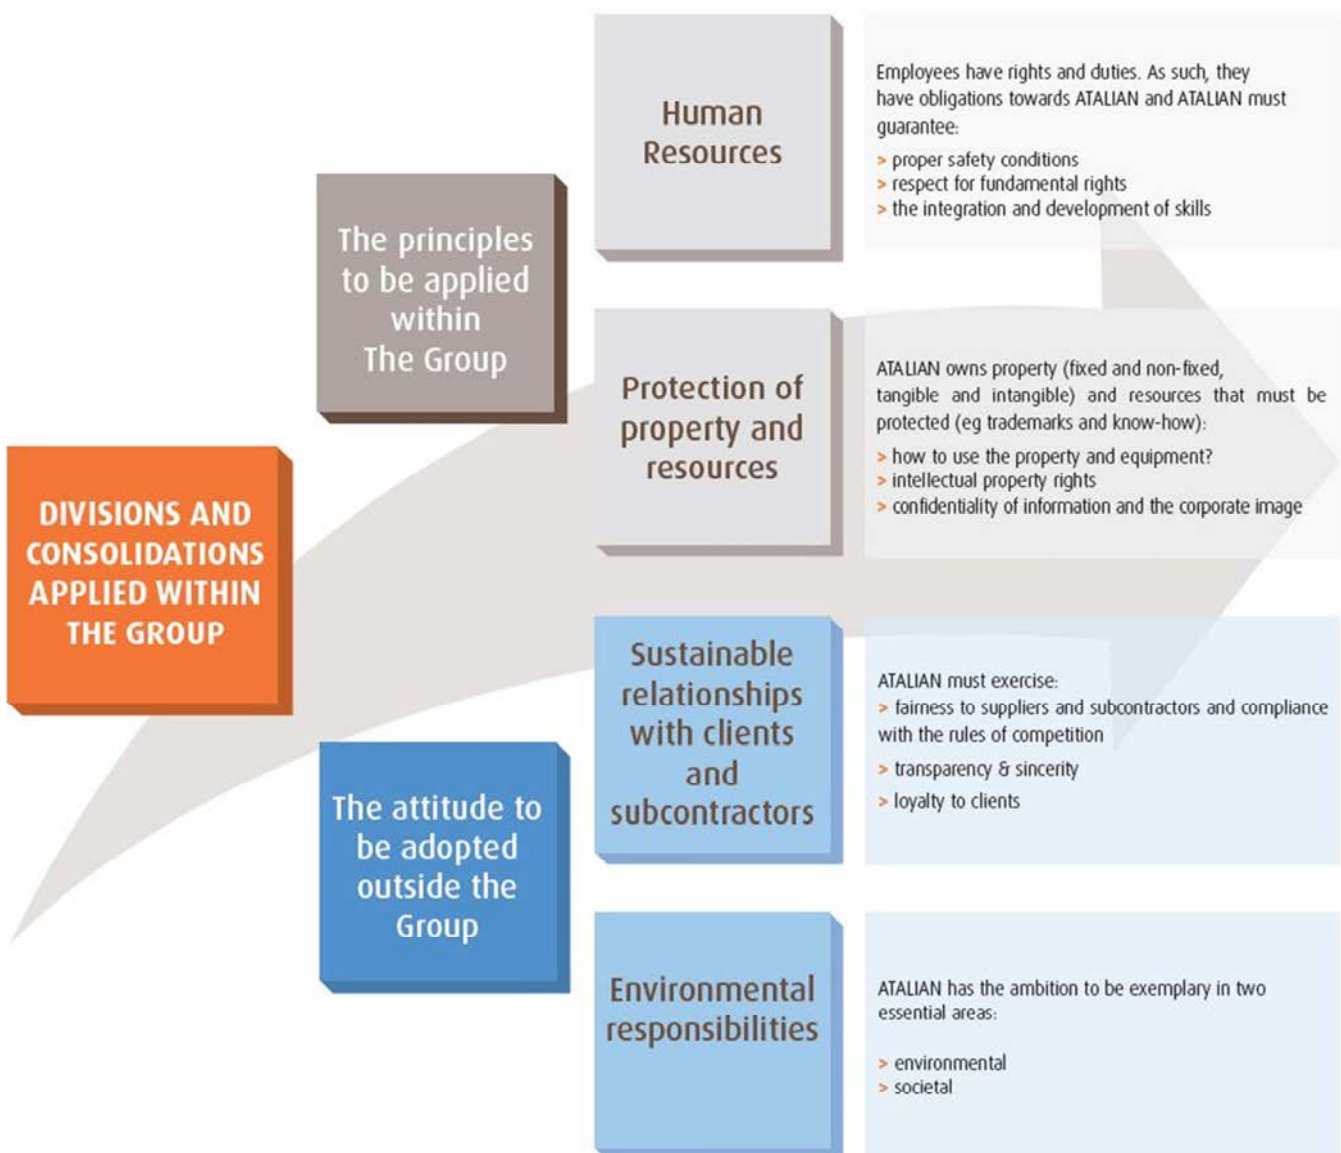 DIVISIONS AND
CONSOLIDATIONS
APPLIED WITHIN
THE GROUP
The principles
to be applied
within
The Group
Human
Resources
Employees have rights and duties. As such, they
have obligations towards ATALIAN and ATALIAN must
guarantee:
> proper safety conditions
> respect for fundamental rights
> the integration and development of skills
Protection of
property and
resources
ATALIAN owns property (fixed and non-fixed,
tangible and intangible) and resources that must be
protected (eg trademarks and know-how):
> how to use the property and equipment?
> intellectual property rights
> confidentiality of information and the corporate image
The attitude to
be adopted
outside the
Group
Sustainable
relationships
with clients
and
subcontractors
ATALIAN must exercise:
> fairness to suppliers and subcontractors and compliance
with the rules of competition
> transparency & sincerity
> loyalty to clients
Environmental
responsibilities
ATALIAN has the ambition to be exemplary in two
essential areas:
> environmental
> societal